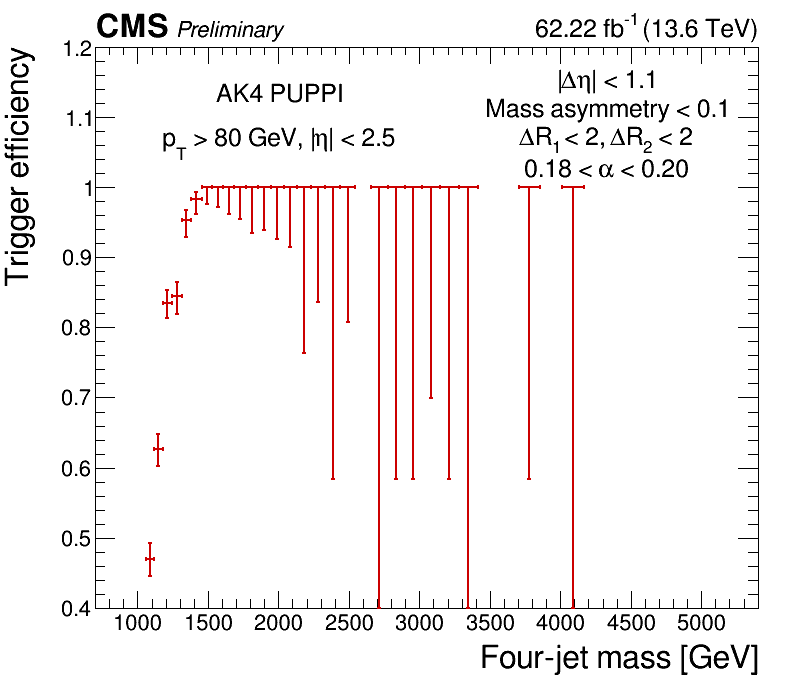 CMS Preliminary 62.22 fb⁻¹ (13.6 TeV)
AK4 PUPPI
p_T > 80 GeV, |η| < 2.5
|Δη| < 1.1
Mass asymmetry < 0.1
ΔR₁ < 2, ΔR₂ < 2
0.18 < α < 0.20
Trigger efficiency
1.2
1.1
1
0.9
0.8
0.7
0.6
0.5
0.4
1000 1500 2000 2500 3000 3500 4000 4500 5000
Four-jet mass [GeV]